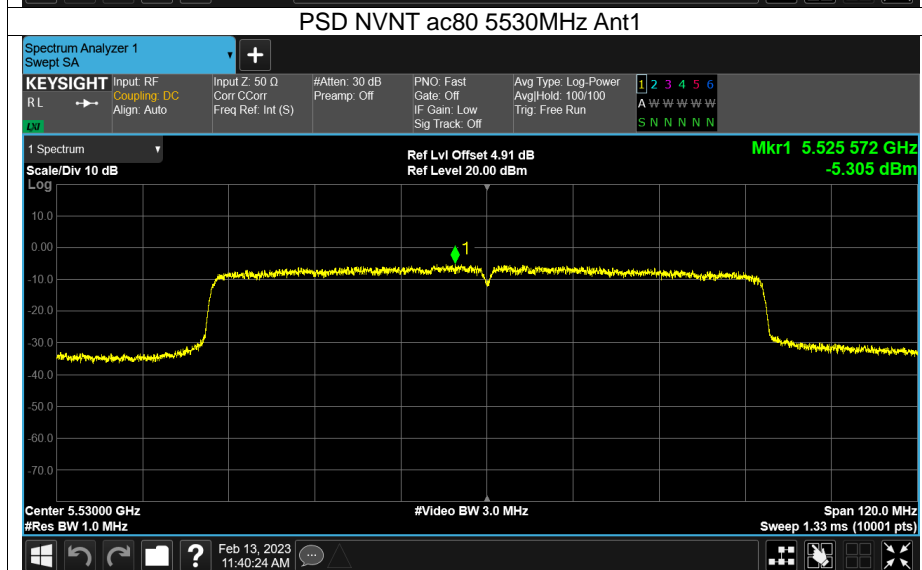 PSD NVNT ac80 5530MHz Ant1
Spectrum Analyzer 1
Swept SA
+
KEYSIGHT
RL
LXI
Input: RF
Coupling: DC
Align: Auto
Input Z: 50 Ω
Corr CCorr
Freq Ref: Int (S)
#Atten: 30 dB
Preamp: Off
PNO: Fast
Gate: Off
IF Gain: Low
Sig Track: Off
Avg Type: Log-Power
Avg|Hold: 100/100
Trig: Free Run
1 2 3 4 5 6
A W W W W W
S N N N N N
1 Spectrum
Scale/Div 10 dB
Ref Lvl Offset 4.91 dB
Ref Level 20.00 dBm
Mkr1 5.525 572 GHz
-5.305 dBm
Log
10.0
0.00
-10.0
-20.0
-30.0
-40.0
-50.0
-60.0
-70.0
1
Center 5.53000 GHz
#Res BW 1.0 MHz
#Video BW 3.0 MHz
Span 120.0 MHz
Sweep 1.33 ms (10001 pts)
?
Feb 13, 2023
11:40:24 AM